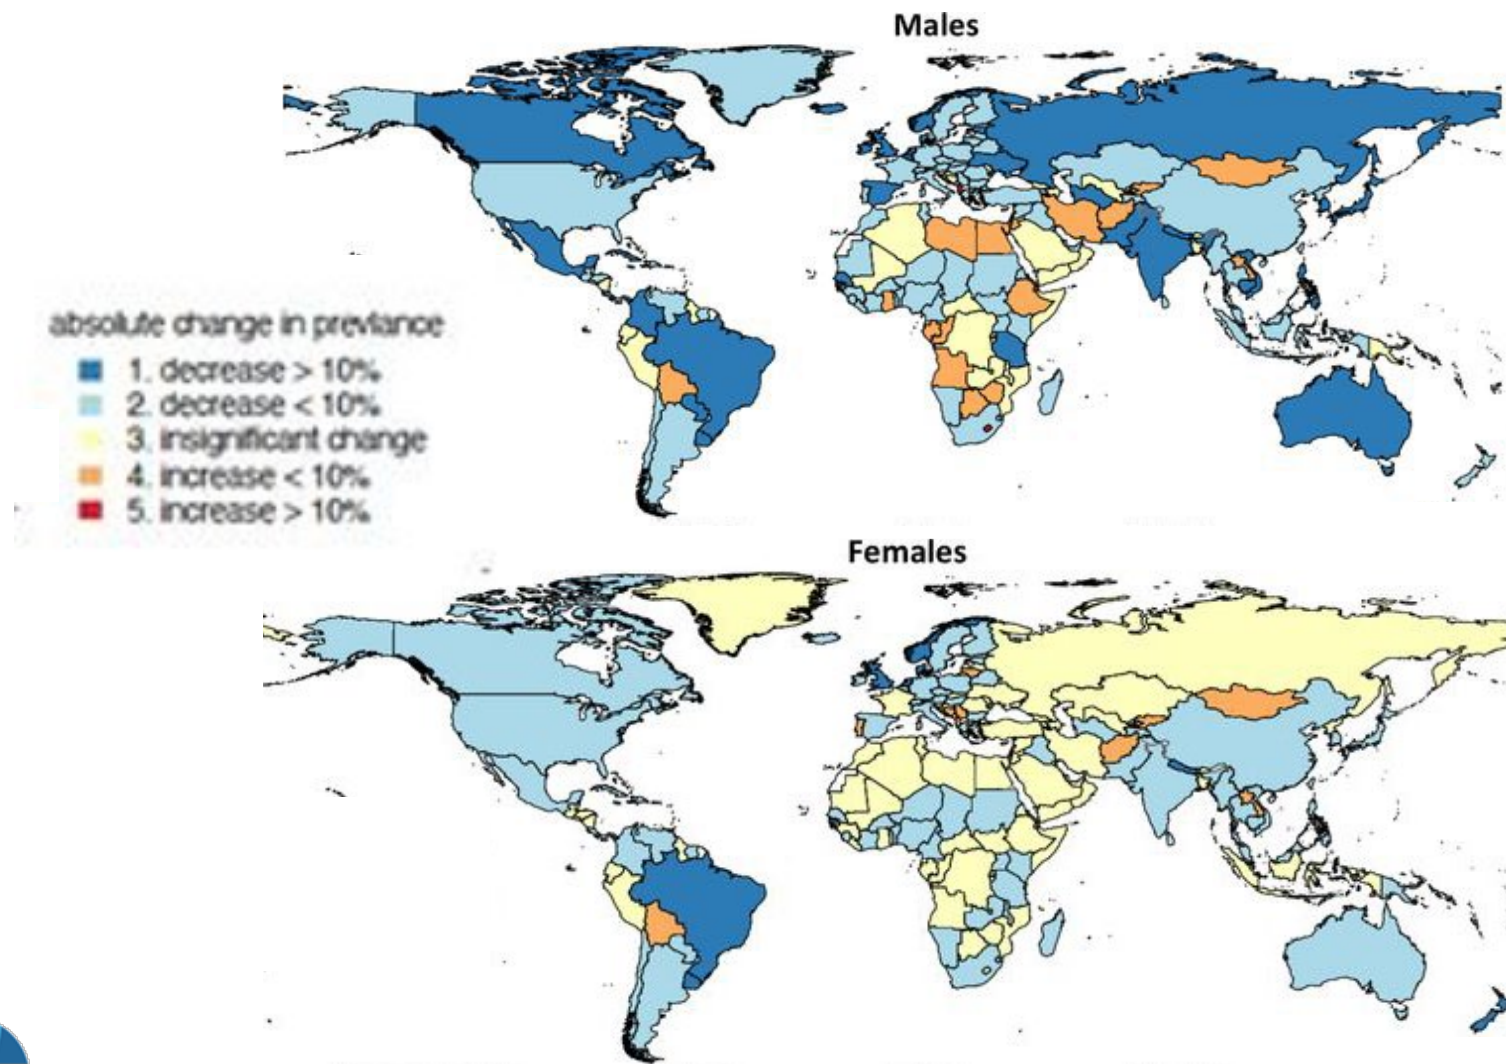 Males
absolute change in prevlance
1. decrease > 10%
2. decrease < 10%
3. insignificant change
4. increase < 10%
5. increase > 10%
Females